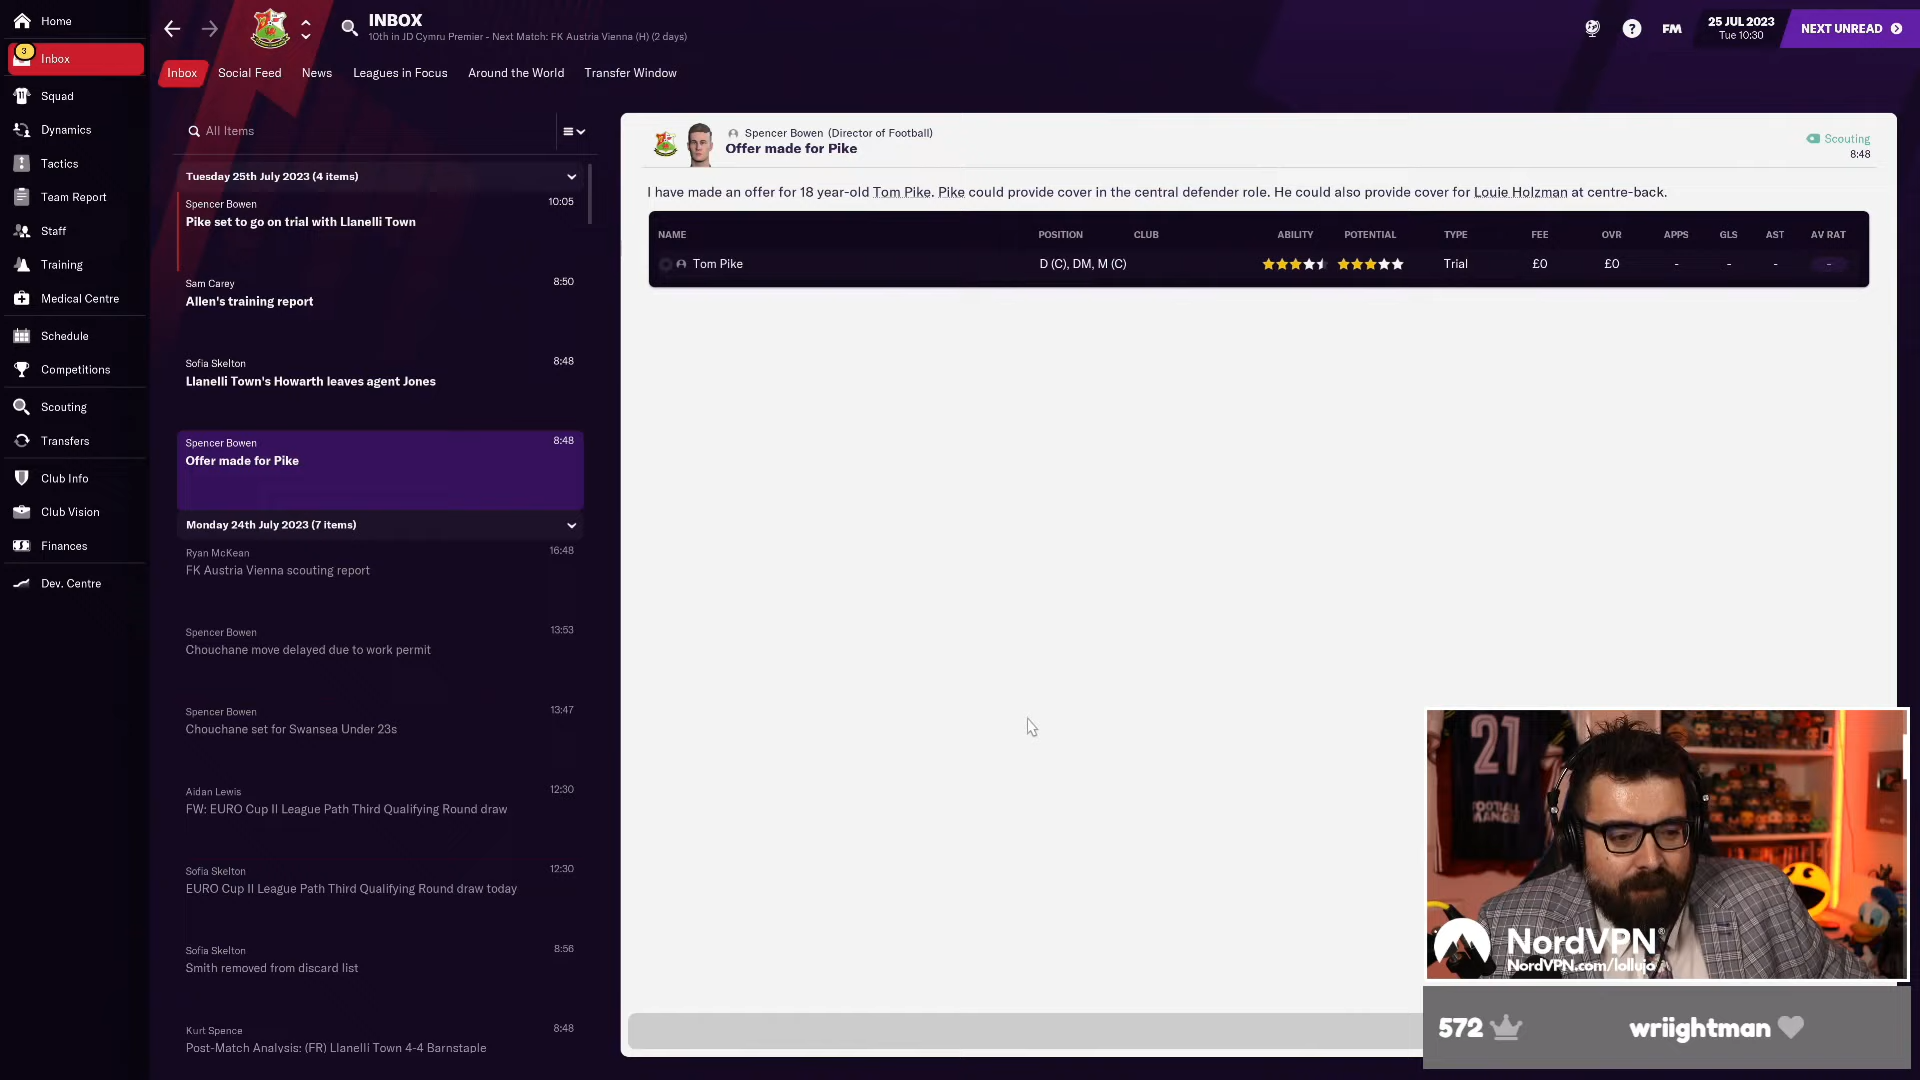 Home
3
Inbox
Squad
Dynamics
Tactics
Team Report
Staff
Training
Medical Centre
Schedule
Competitions
Scouting
Transfers
Club Info
Club Vision
Finances
Dev. Centre
INBOX
10th in JD Cymru Premier - Next Match: FK Austria Vienna (H) (2 days)
FM
25 JUL 2023
Tue 10:30
NEXT UNREAD
Inbox
Social Feed
News
Leagues in Focus
Around the World
Transfer Window
All Items
Tuesday 25th July 2023 (4 items)
Spencer Bowen 10:05
Pike set to go on trial with Llanelli Town
Sam Carey 8:50
Allen's training report
Sofia Skelton 8:48
Llanelli Town's Howarth leaves agent Jones
Spencer Bowen 8:48
Offer made for Pike
Monday 24th July 2023 (7 items)
Ryan McKean 16:48
FK Austria Vienna scouting report
Spencer Bowen 13:53
Chouchane move delayed due to work permit
Spencer Bowen 13:47
Chouchane set for Swansea Under 23s
Aidan Lewis 12:30
FW: EURO Cup II League Path Third Qualifying Round draw
Sofia Skelton 12:30
EURO Cup II League Path Third Qualifying Round draw today
Sofia Skelton 8:56
Smith removed from discard list
Kurt Spence 8:48
Post-Match Analysis: (FR) Llanelli Town 4-4 Barnstaple
Spencer Bowen (Director of Football)
Offer made for Pike
Scouting
8:48
I have made an offer for 18 year-old Tom Pike. Pike could provide cover in the central defender role. He could also provide cover for Louie Holzman at centre-back.
NAME POSITION CLUB ABILITY POTENTIAL TYPE FEE OVR APPS GLS AST AV RAT
Tom Pike D (C), DM, M (C) Trial £0 £0 - - - -
21
FOOTBALL
NordVPN®
NordVPN.com/lollujo
572
wriightman